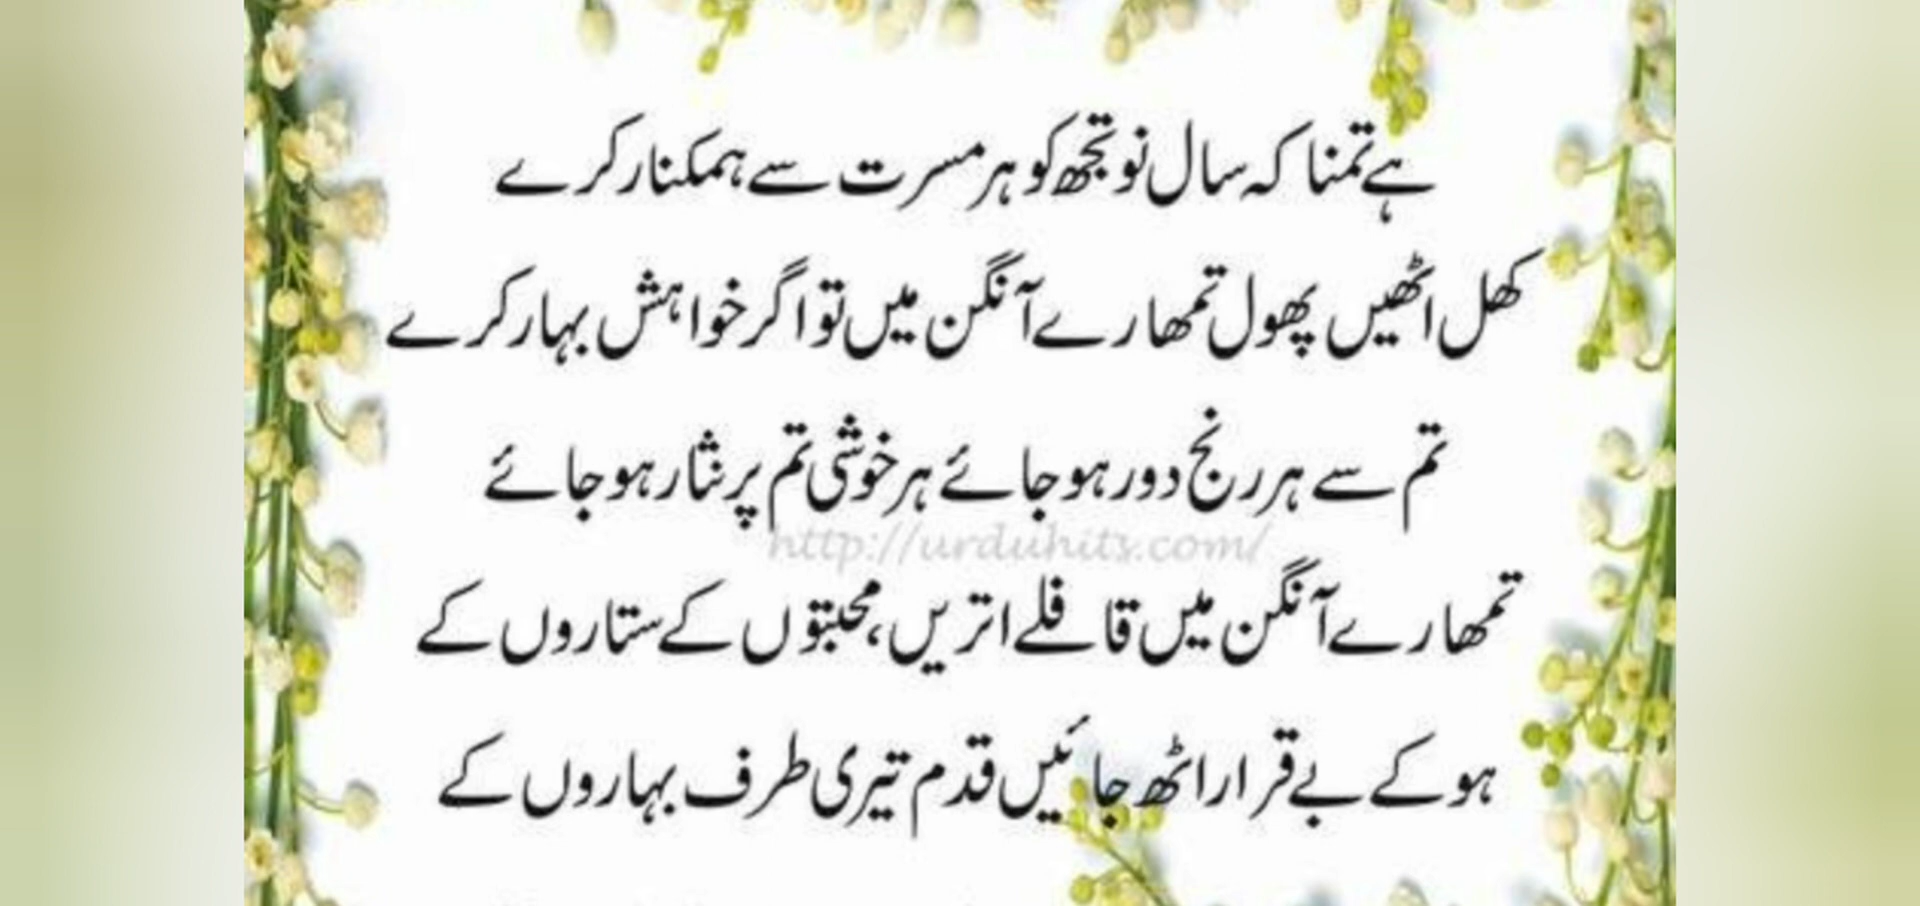 ہے تمنا کہ سال نو تجھ کو ہر مسرت سے ہمکنار کرے
کھل اٹھیں پھول تمھارے آنگن میں تو اگر خواہش بہار کرے
تم سے ہر رنج دور ہو جائے ہر خوشی تم پر نثار ہو جائے
http://urduhits.com/
تمھارے آنگن میں قافلے اتریں، محبتوں کے ستاروں کے
ہو کے بے قرار اٹھ جائیں قدم تیری طرف بہاروں کے